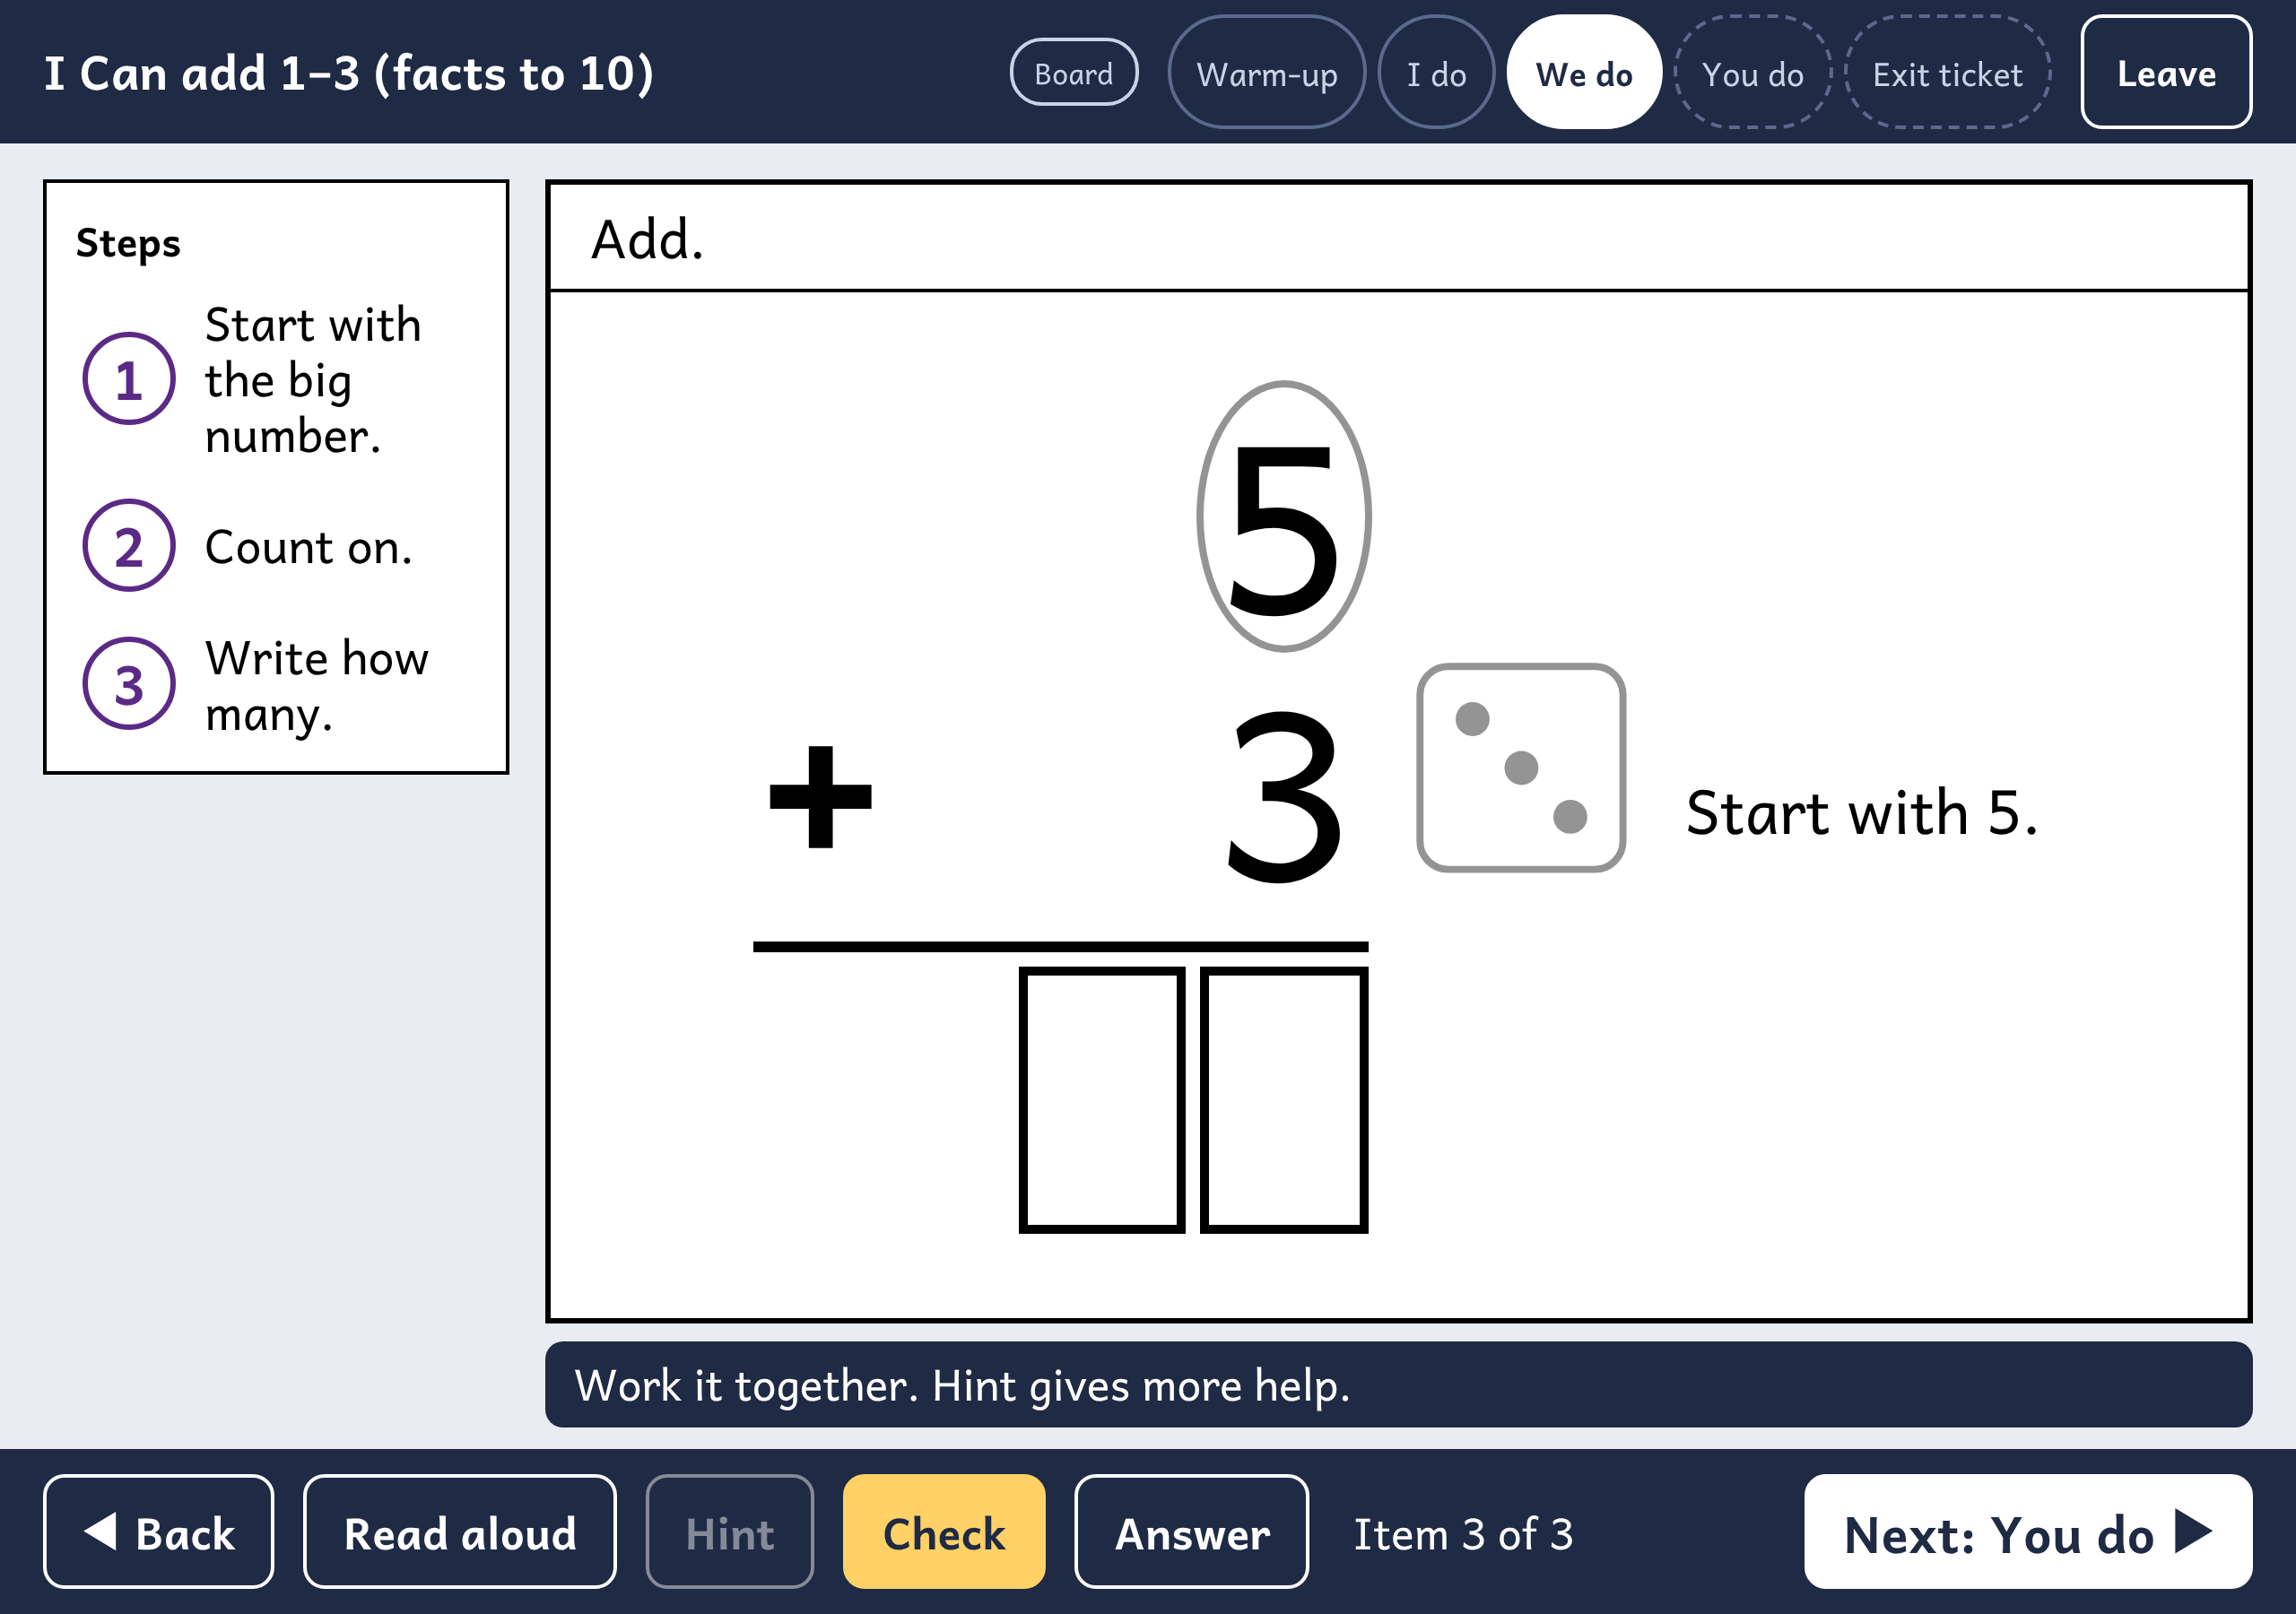 I Can add 1–3 (facts to 10)
Board
Warm-up
I do
We do
You do
Exit ticket
Leave
Steps
1
Start with
the big
number.
2
Count on.
3
Write how
many.
Add.
5
+ 3
Start with 5.
Work it together. Hint gives more help.
Back
Read aloud
Hint
Check
Answer
Item 3 of 3
Next: You do